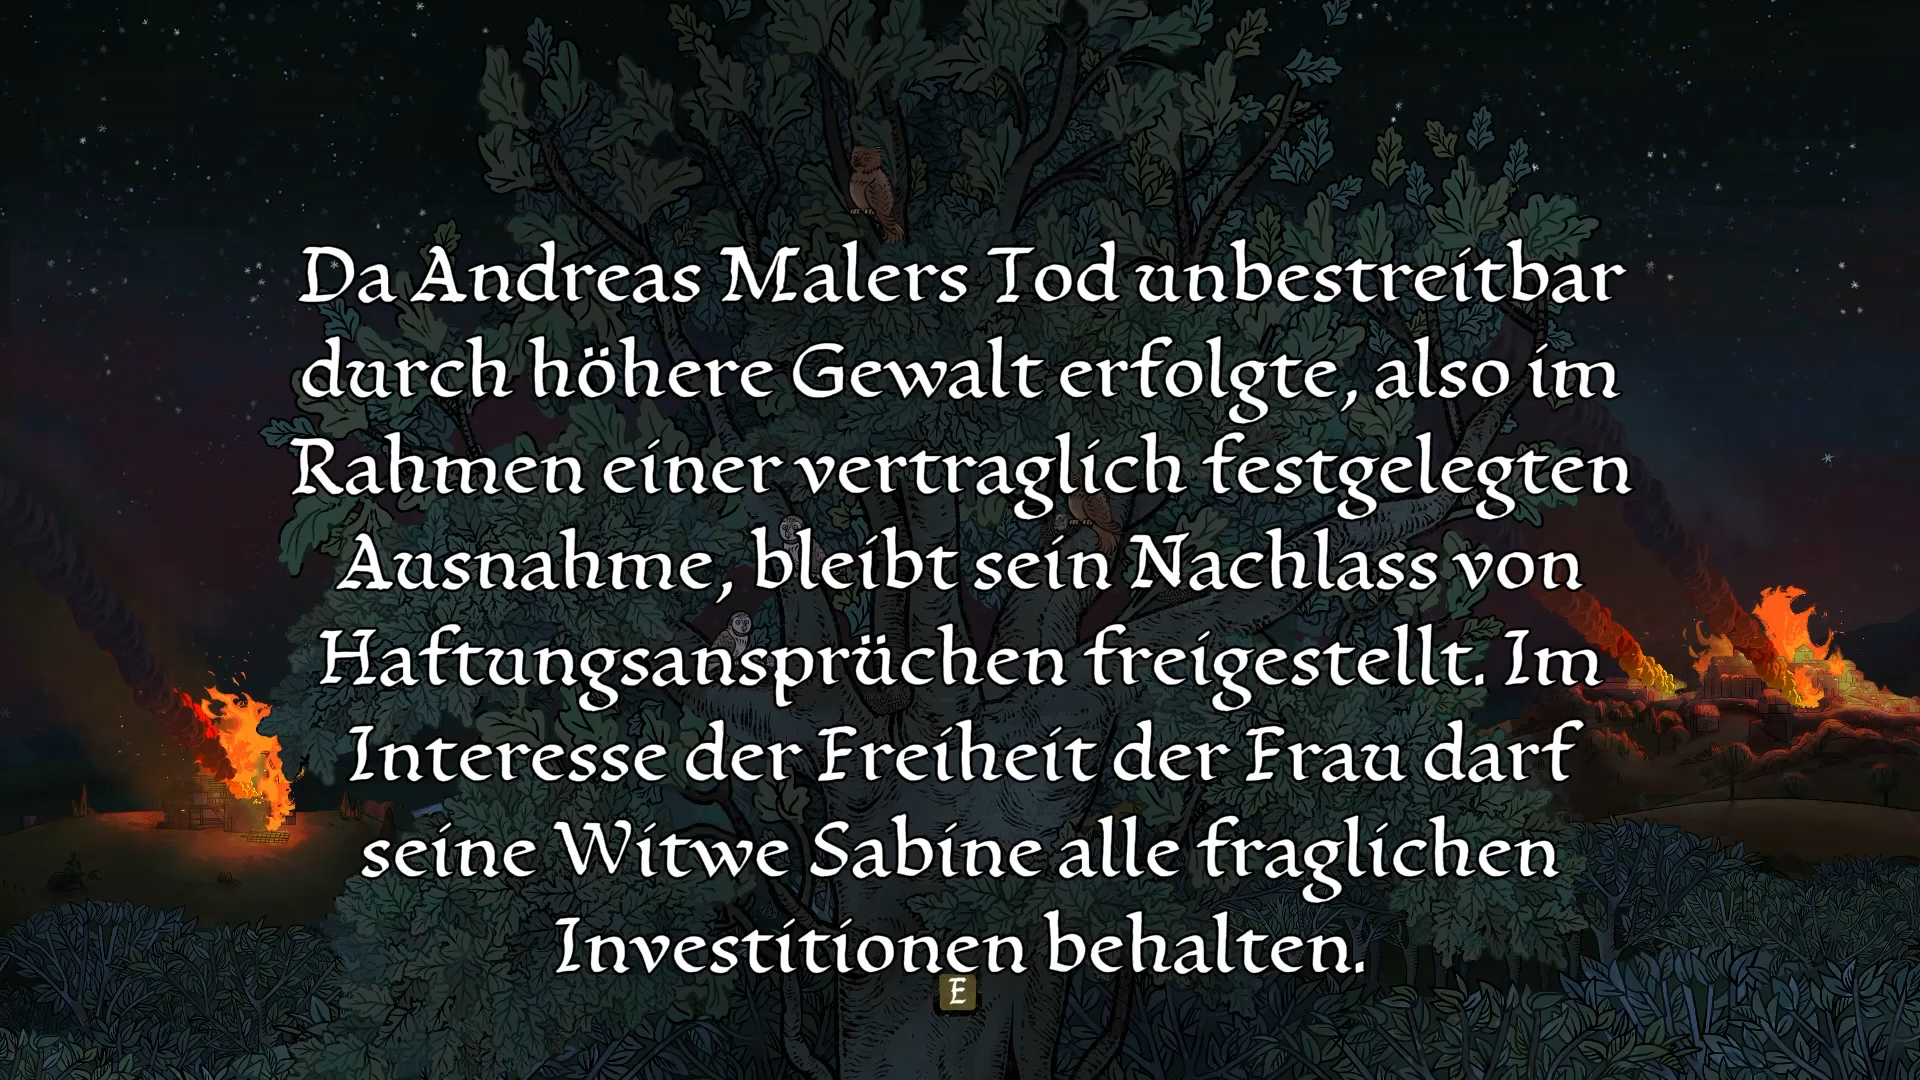 Da Andreas Malers Tod unbestreitbar
durch höhere Gewalt erfolgte, also im
Rahmen einer vertraglich festgelegten
Ausnahme, bleibt sein Nachlass von
Haftungsansprüchen freigestellt. Im
Interesse der Freiheit der Frau darf
seine Witwe Sabine alle fraglichen
Investitionen behalten.
E